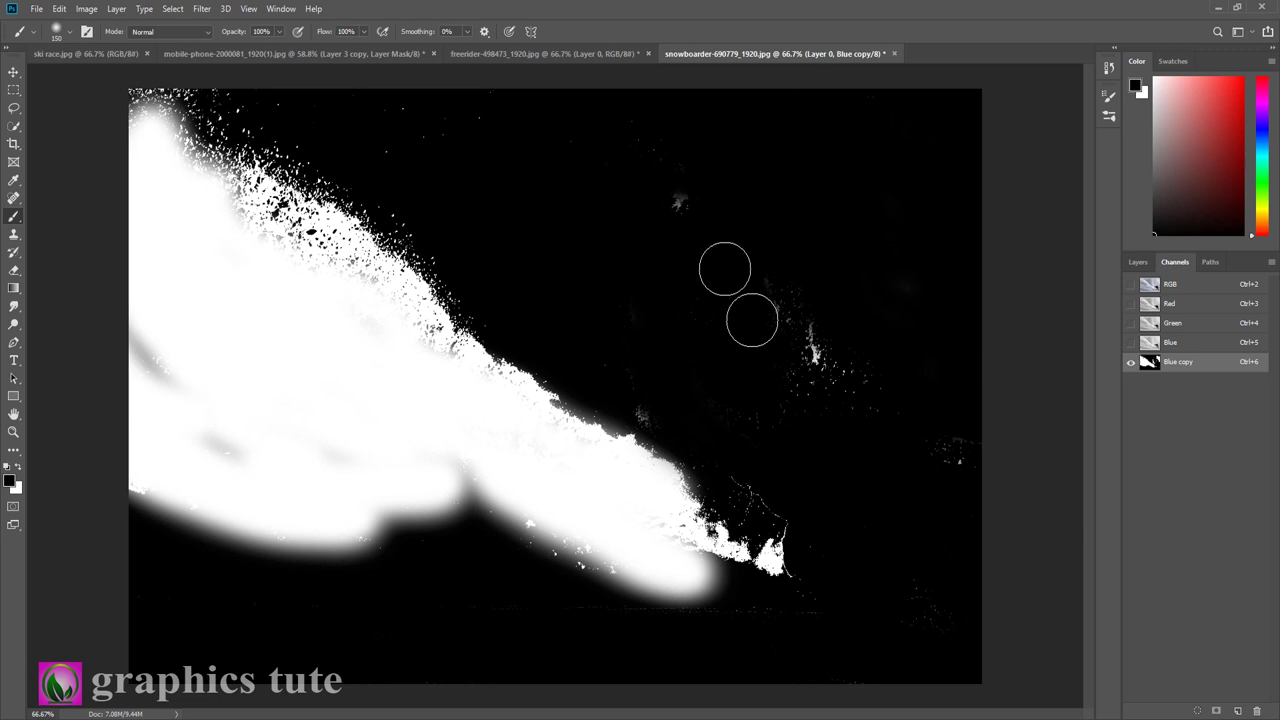 Ps File Edit Image Layer Type Select Filter 3D View Window Help
150 Mode: Normal Opacity: 100% Flow: 100% Smoothing: 0%
ski race.jpg @ 66.7% (RGB/8#) × mobile-phone-2000081_1920(1).jpg @ 58.8% (Layer 3 copy, Layer Mask/8) * × freerider-498473_1920.jpg @ 66.7% (Layer 0, RGB/8#) * × snowboarder-690779_1920.jpg @ 66.7% (Layer 0, Blue copy/8) * ×
Color Swatches
Layers Channels Paths
RGB Ctrl+2
Red Ctrl+3
Green Ctrl+4
Blue Ctrl+5
Blue copy Ctrl+6
graphics tute
66.67% Doc: 7.08M/9.44M